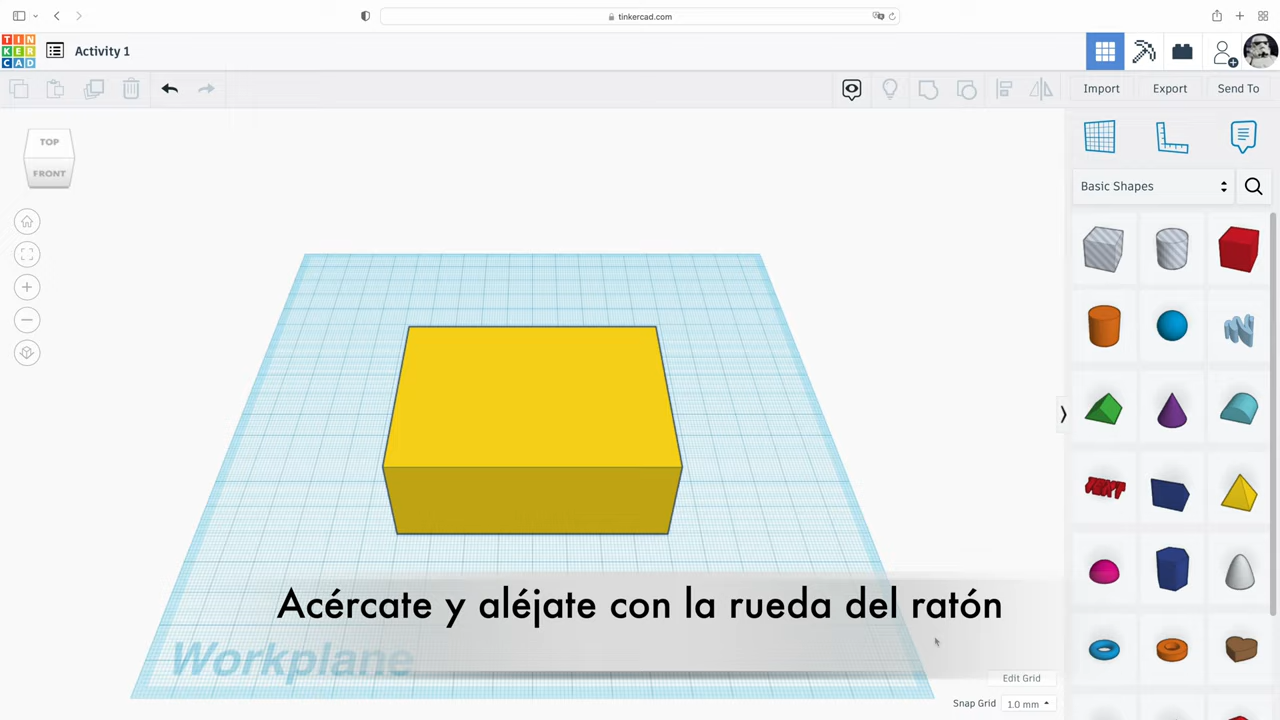 tinkercad.com
TIN
KER
CAD
Activity 1
Import
Export
Send To
TOP
FRONT
Basic Shapes
TEXT
Acércate y aléjate con la rueda del ratón
Workplane
Edit Grid
Snap Grid
1.0 mm